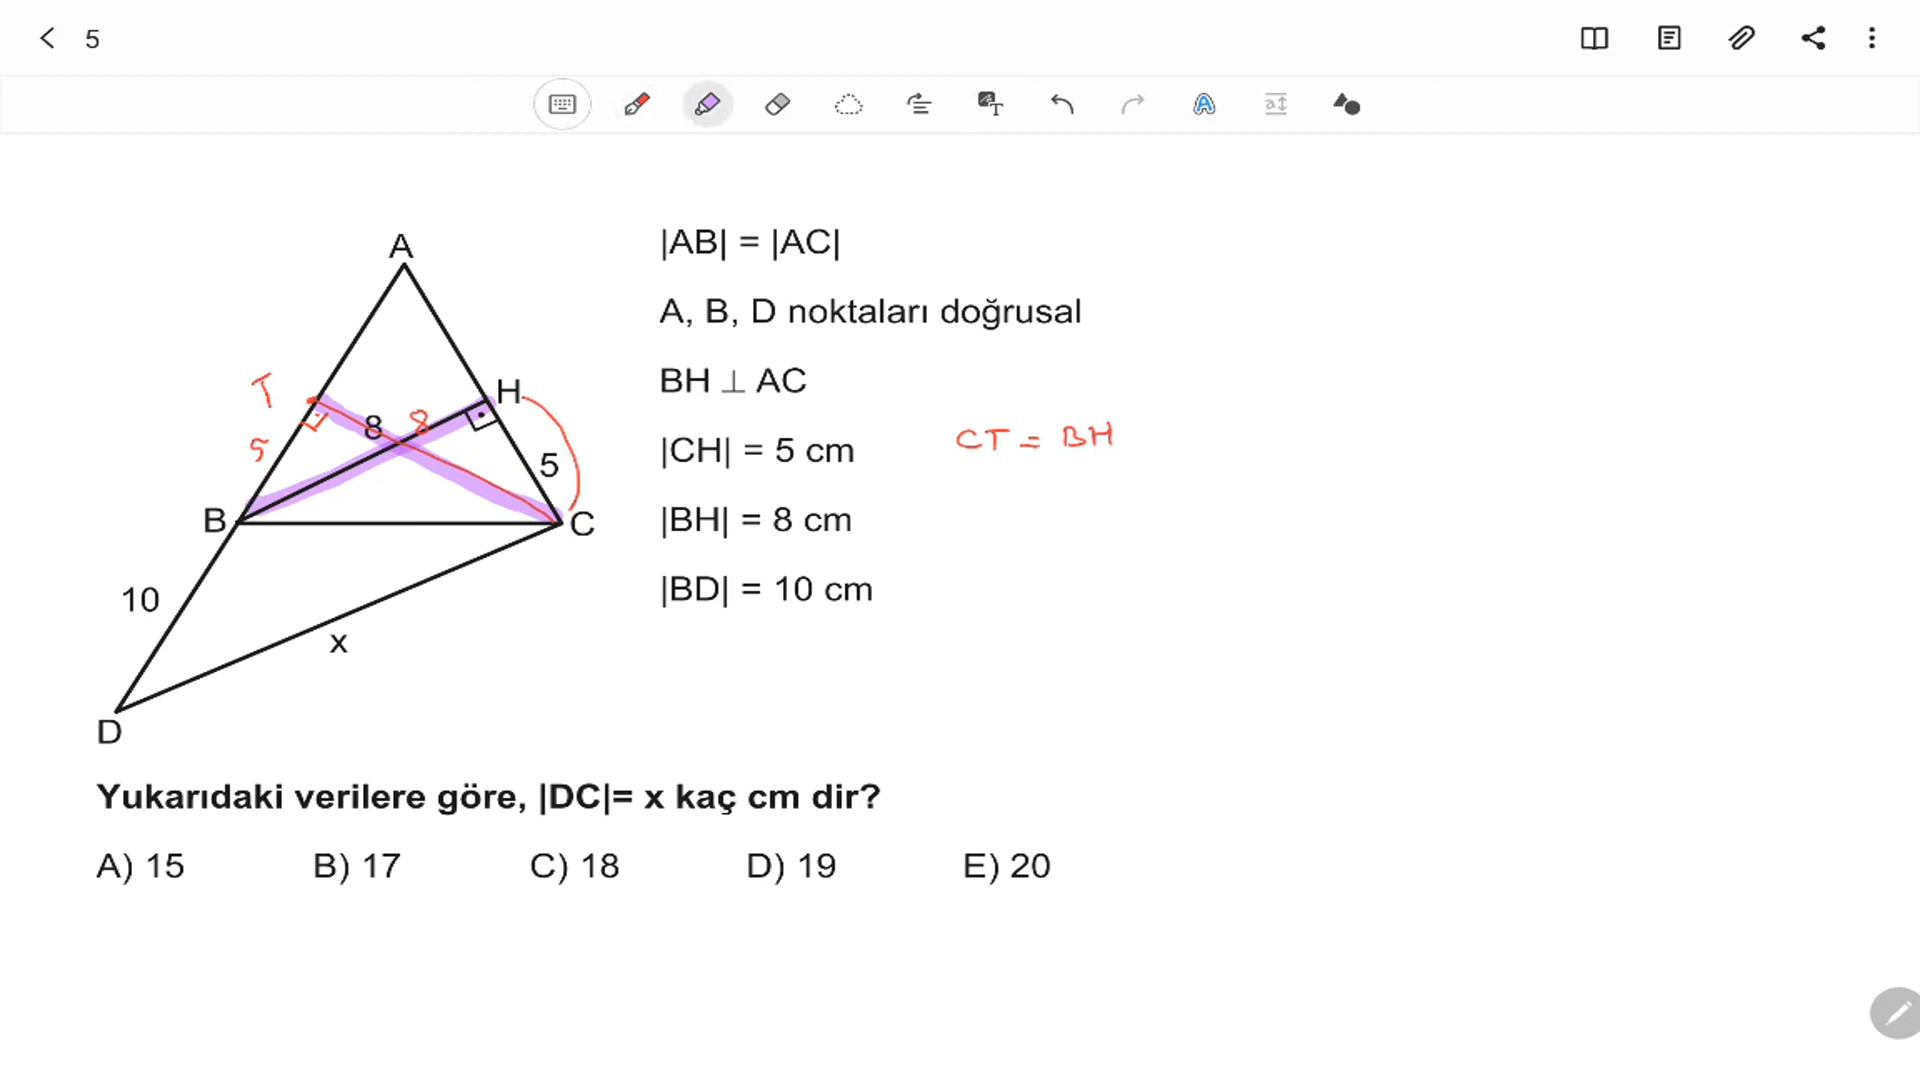 5
A
|AB| = |AC|
A, B, D noktaları doğrusal
T
H
BH ⊥ AC
8
8
5
5
|CH| = 5 cm
CT = BH
B
C
|BH| = 8 cm
10
|BD| = 10 cm
x
D
Yukarıdaki verilere göre, |DC|= x kaç cm dir?
A) 15 B) 17 C) 18 D) 19 E) 20